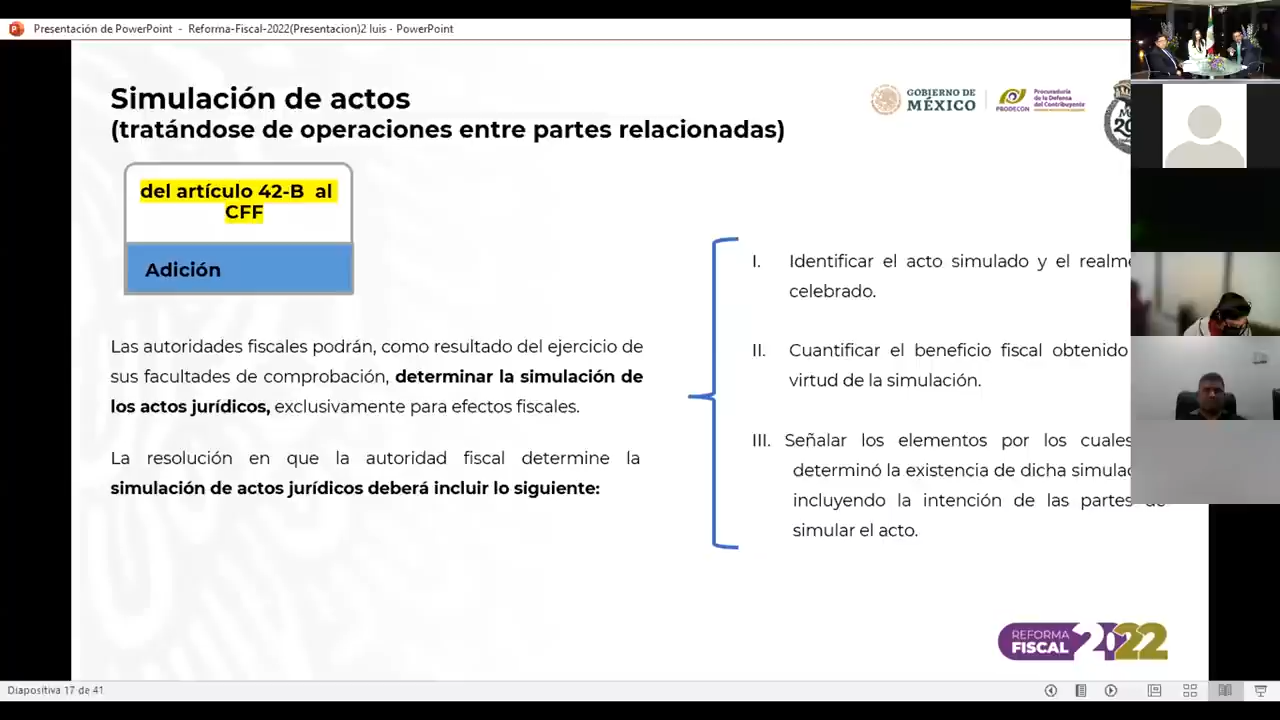 Presentación de PowerPoint - Reforma-Fiscal-2022(Presentacion)2 luis - PowerPoint
Simulación de actos
(tratándose de operaciones entre partes relacionadas)
GOBIERNO DE
MÉXICO
PRODECON
Procuraduría
de la Defensa
del Contribuyente
del artículo 42-B al
CFF
Adición
Las autoridades fiscales podrán, como resultado del ejercicio de
sus facultades de comprobación, determinar la simulación de
los actos jurídicos, exclusivamente para efectos fiscales.
La resolución en que la autoridad fiscal determine la
simulación de actos jurídicos deberá incluir lo siguiente:
I. Identificar el acto simulado y el
celebrado.
II. Cuantificar el beneficio fiscal obtenido
virtud de la simulación.
III. Señalar los elementos por los cuales
determinó la existencia de dicha
incluyendo la intención de las partes
simular el acto.
REFORMA
FISCAL 2022
Diapositiva 17 de 41